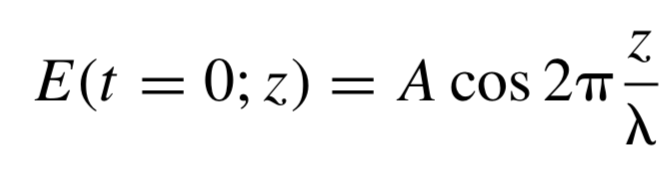 E(t = 0; z) = A cos 2π z/λ